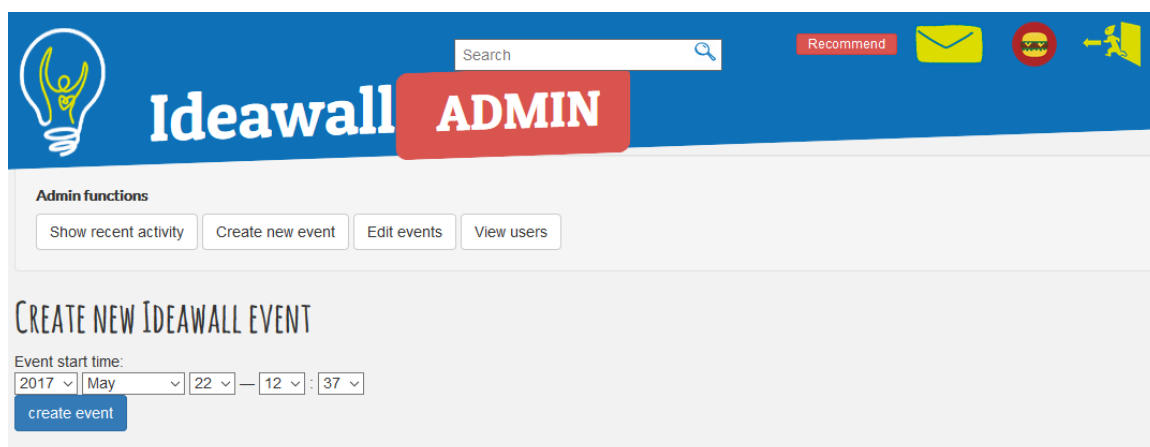 Search
Recommend
Ideawall ADMIN
Admin functions
Show recent activity Create new event Edit events View users
Create new Ideawall event
Event start time:
2017 May 22 — 12 : 37
create event